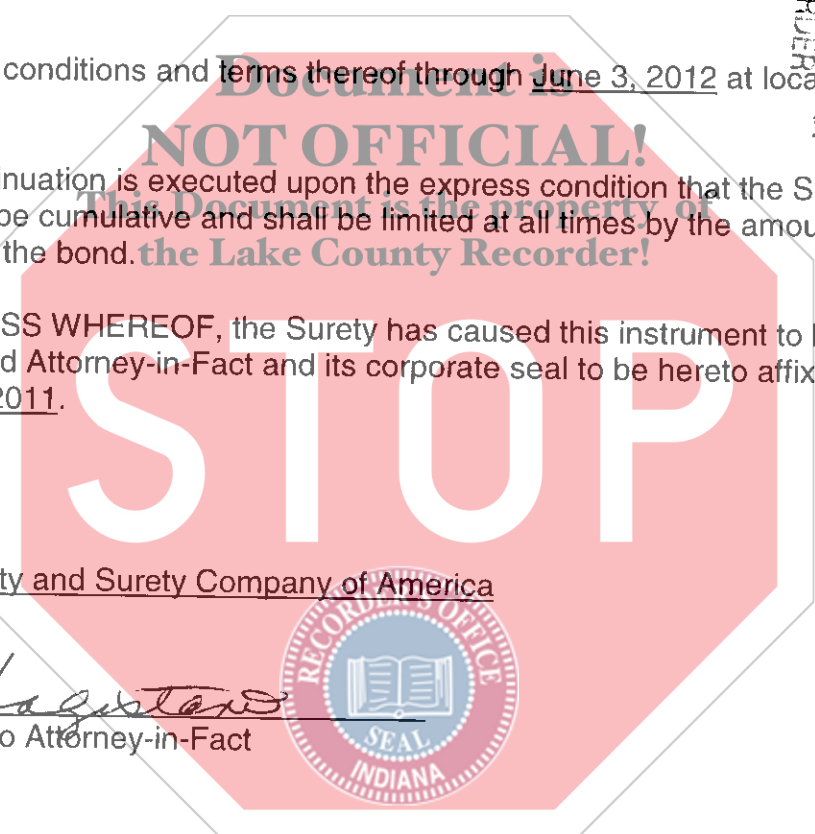 conditions and terms thereof through June 3, 2012 at loca
Document is
NOT OFFICIAL!
inuation is executed upon the express condition that the S
This Document is the property of
be cumulative and shall be limited at all times by the amou
the bond.
the Lake County Recorder!
SS WHEREOF, the Surety has caused this instrument to
d Attorney-in-Fact and its corporate seal to be hereto affix
2011.
STOP
ty and Surety Company of America
RECORDER'S OFFICE
SEAL
INDIANA
o Attorney-in-Fact